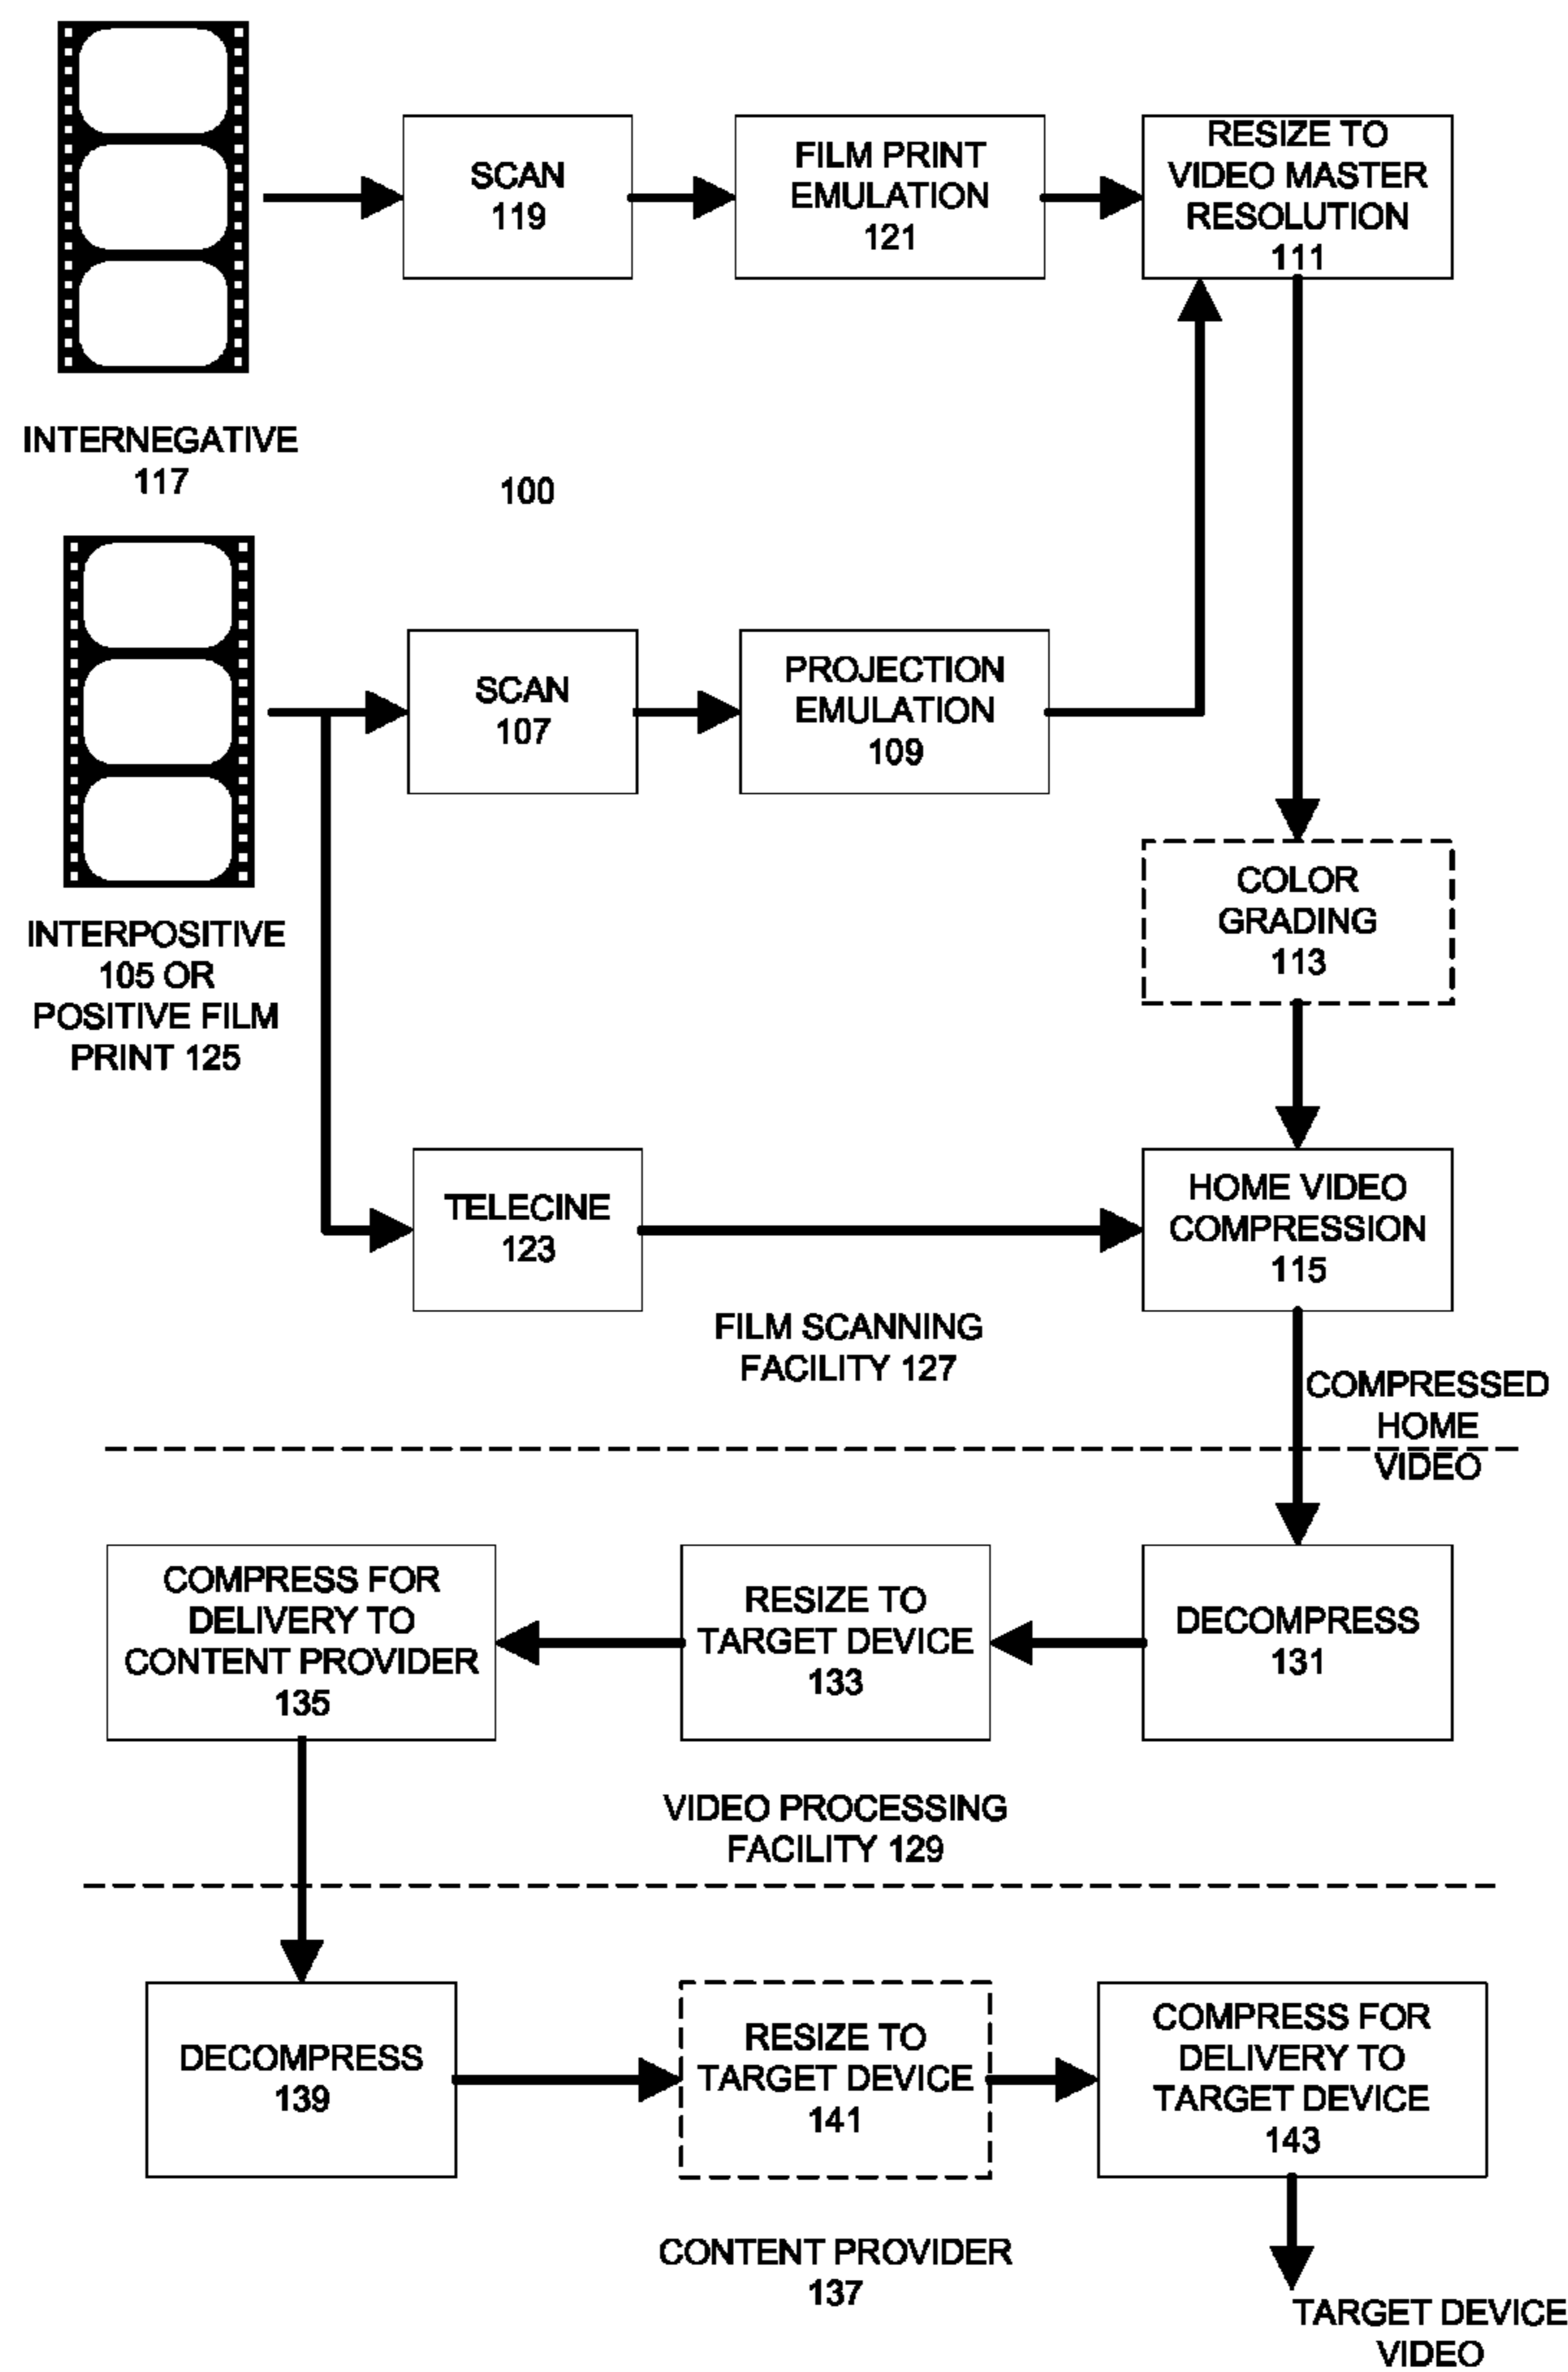 SCAN
119
FILM PRINT
EMULATION
121
RESIZE TO
VIDEO MASTER
RESOLUTION
111
INTERNEGATIVE
117
100
SCAN
107
PROJECTION
EMULATION
109
COLOR
GRADING
113
INTERPOSITIVE
105 OR
POSITIVE FILM
PRINT 125
TELECINE
123
HOME VIDEO
COMPRESSION
115
FILM SCANNING
FACILITY 127
COMPRESSED
HOME
VIDEO
COMPRESS FOR
DELIVERY TO
CONTENT PROVIDER
135
RESIZE TO
TARGET DEVICE
133
DECOMPRESS
131
VIDEO PROCESSING
FACILITY 129
DECOMPRESS
139
RESIZE TO
TARGET DEVICE
141
COMPRESS FOR
DELIVERY TO
TARGET DEVICE
143
CONTENT PROVIDER
137
TARGET DEVICE
VIDEO